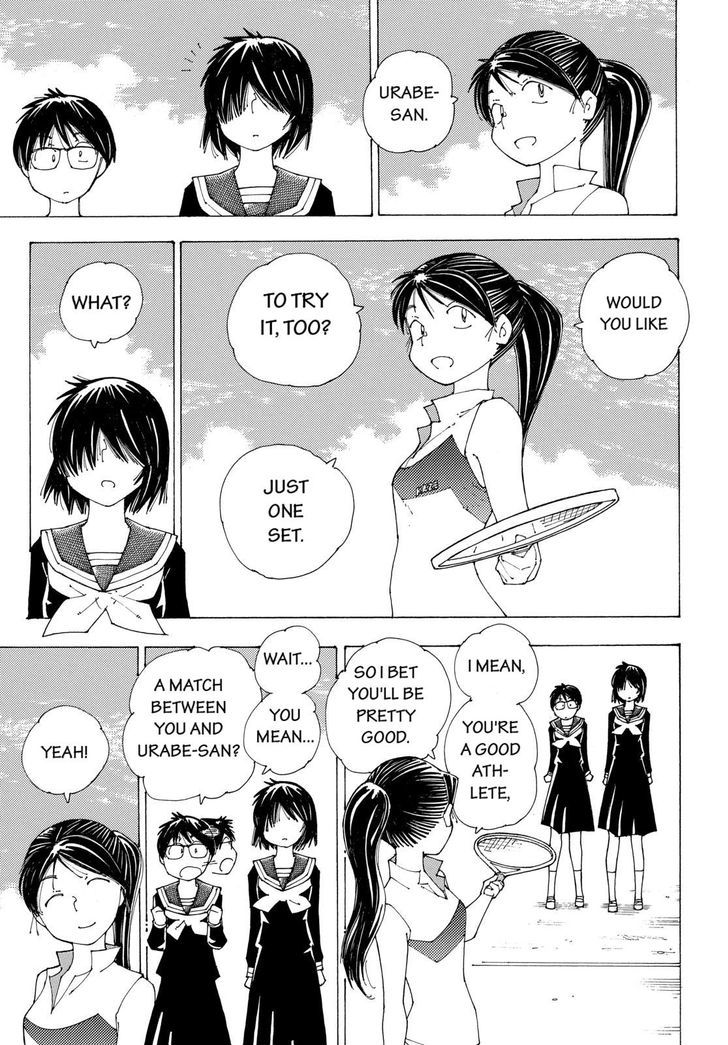 URABE-
SAN.
WOULD
YOU LIKE
TO TRY
IT, TOO?
JUST
ONE
SET.
WHAT?
I MEAN,
YOU'RE
A GOOD
ATH-
LETE,
SO I BET
YOU'LL BE
PRETTY
GOOD.
WAIT...
YOU
MEAN...
A MATCH
BETWEEN
YOU AND
URABE-SAN?
YEAH!